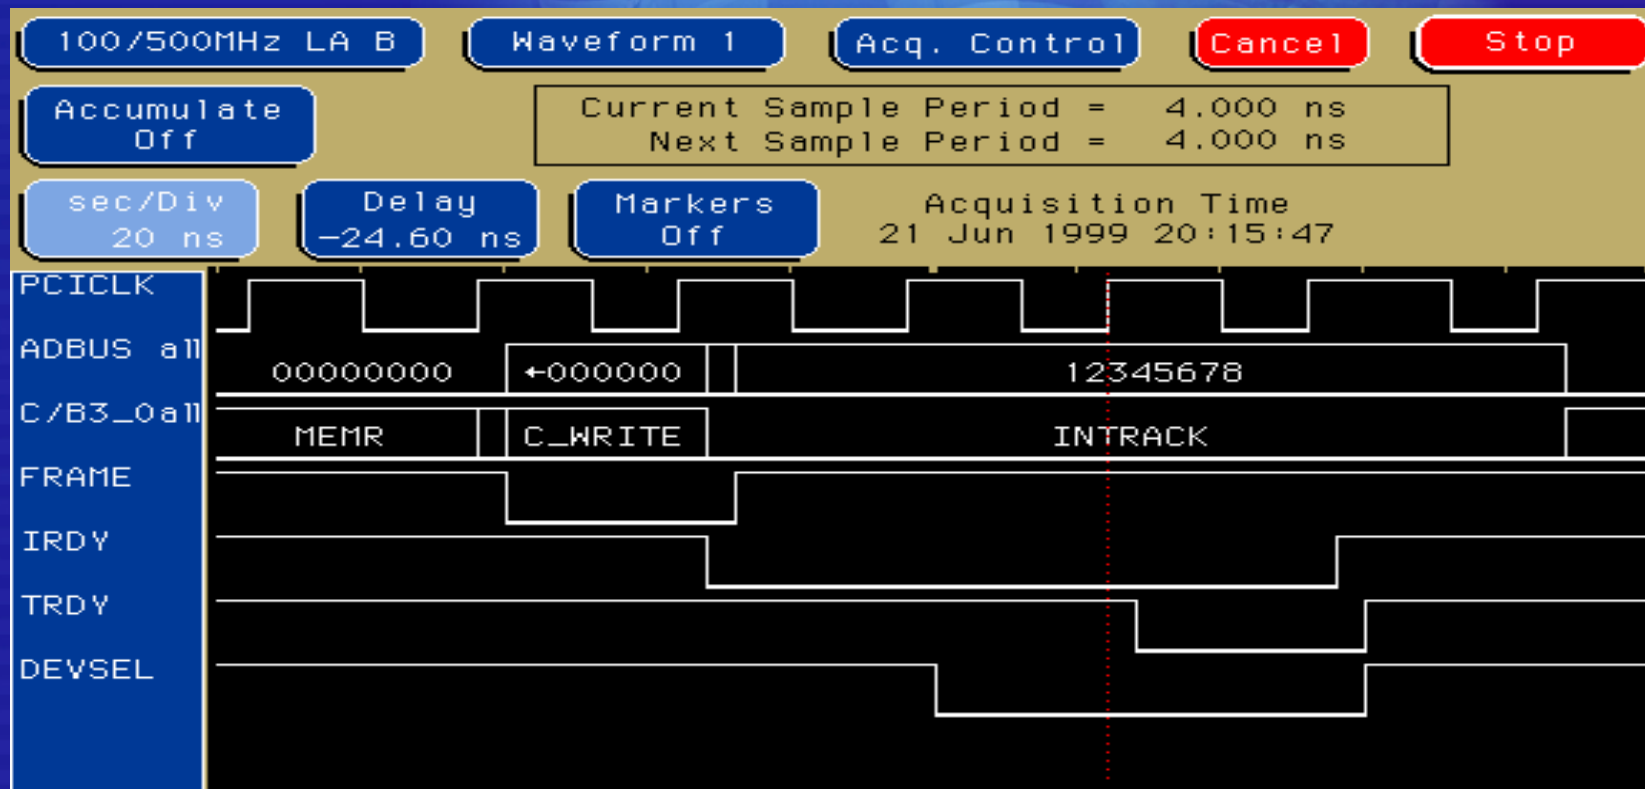 100/500MHz LA B
Waveform 1
Acq. Control
Cancel
Stop
Accumulate
Off
Current Sample Period = 4.000 ns
Next Sample Period = 4.000 ns
sec/Div
20 ns
Delay
-24.60 ns
Markers
Off
Acquisition Time
21 Jun 1999 20:15:47
PCICLK
ADBUS all
00000000
←000000
12345678
C/B3_0all
MEMR
C_WRITE
INTRACK
FRAME
IRDY
TRDY
DEVSEL